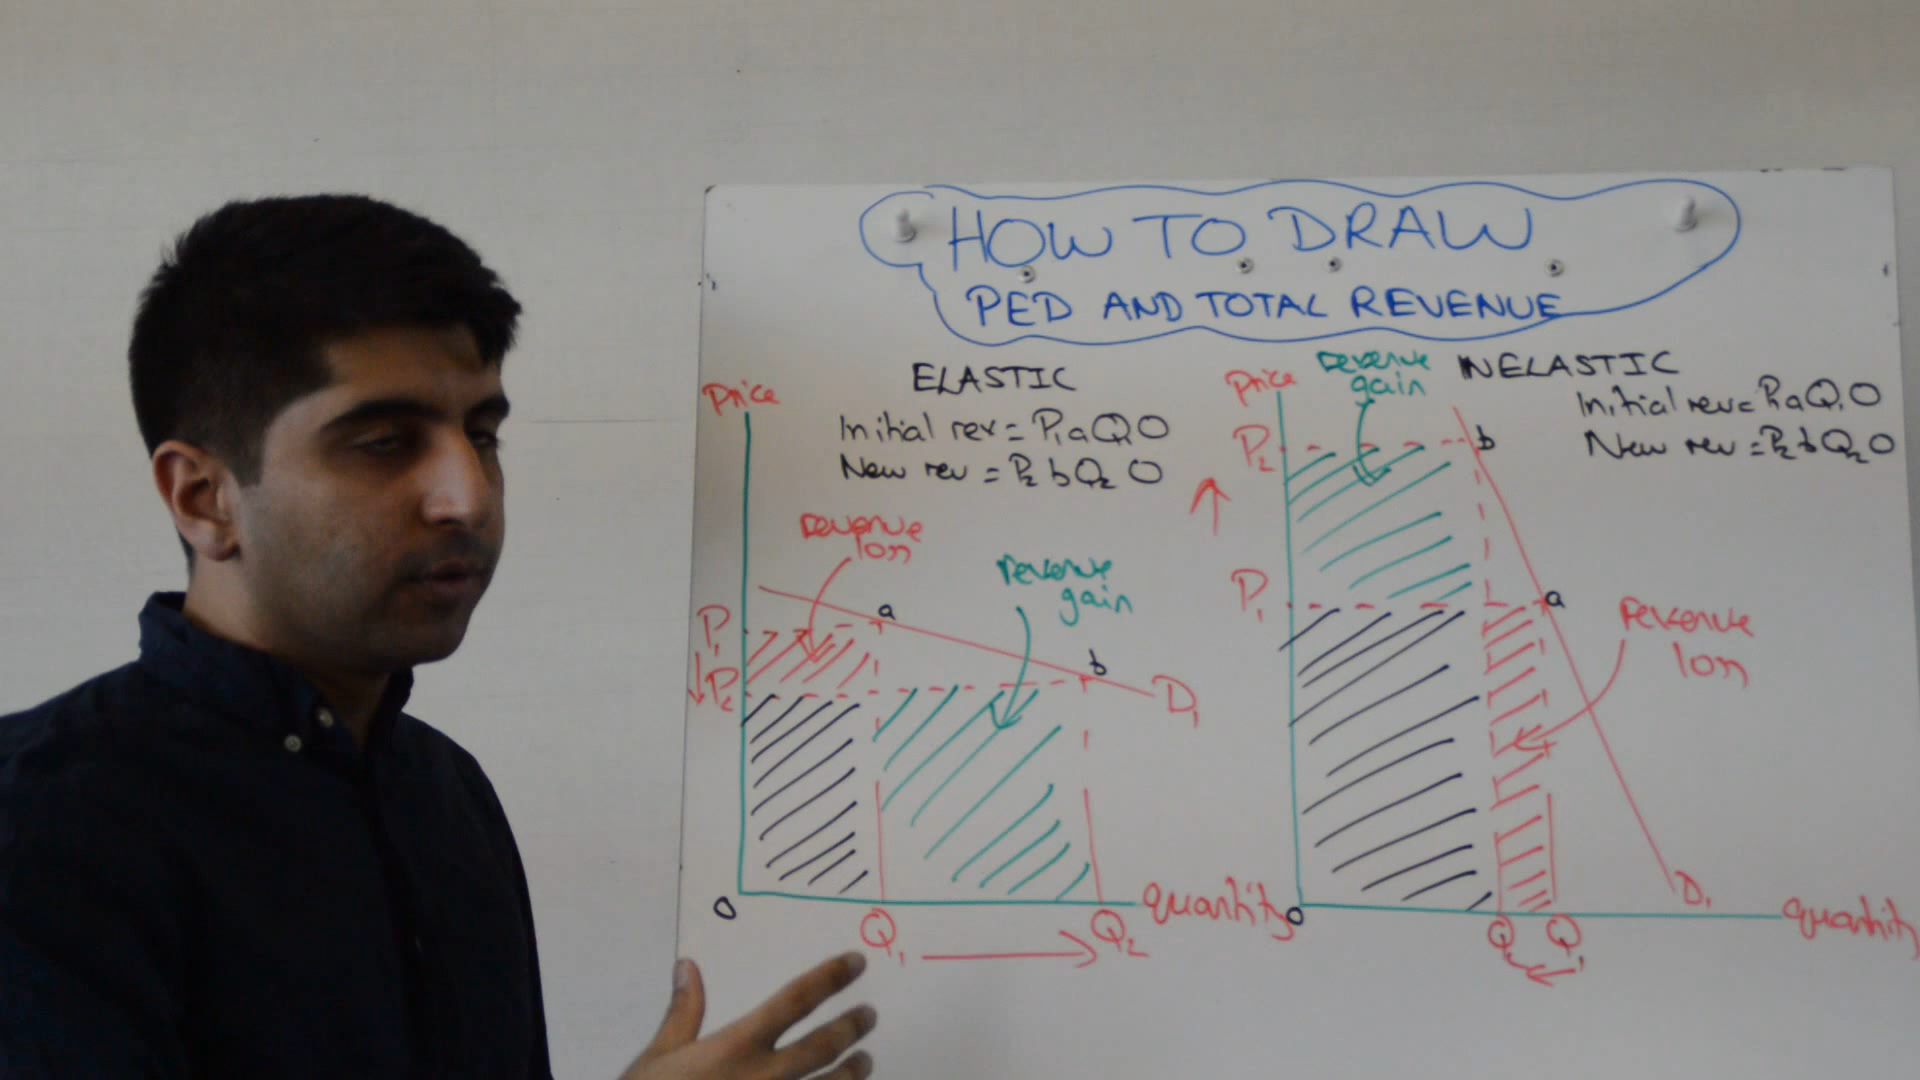 HOW TO DRAW
PED AND TOTAL REVENUE
ELASTIC
Initial rev = P1aQ1O
New rev = P2bQ2O
Price
revenue
loss
revenue
gain
P1
P2
a
b
D1
O
Q1
Q2
quantity
INELASTIC
Initial rev = P1aQ1O
New rev = P2bQ2O
Price
revenue
gain
P2
P1
b
a
revenue
loss
D1
O
Q2
Q1
quantity